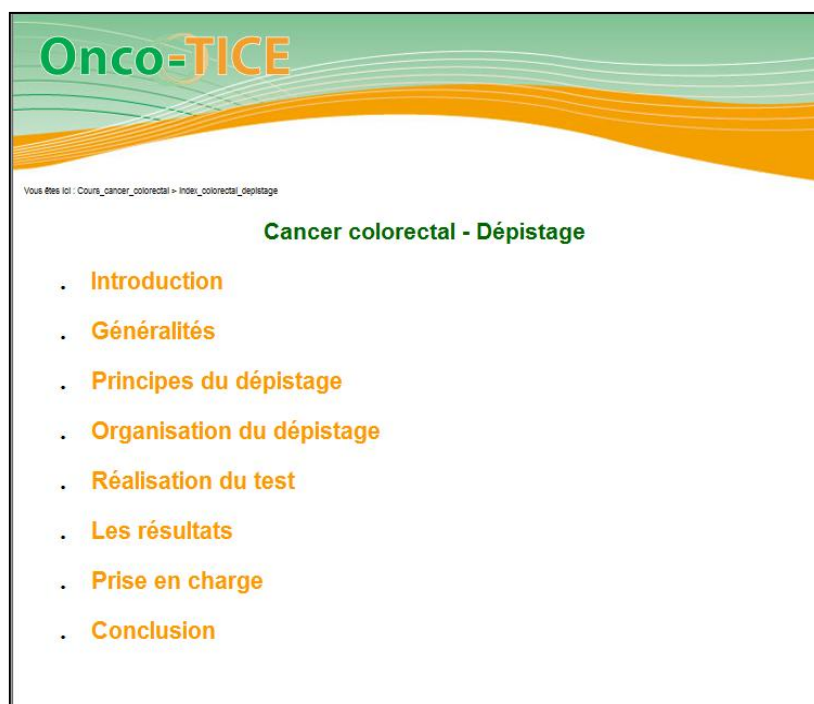 Onco-TICE
Vous êtes ici : Cours_cancer_colorectal > Index_colorectal_depistage
Cancer colorectal - Dépistage
. Introduction
. Généralités
. Principes du dépistage
. Organisation du dépistage
. Réalisation du test
. Les résultats
. Prise en charge
. Conclusion